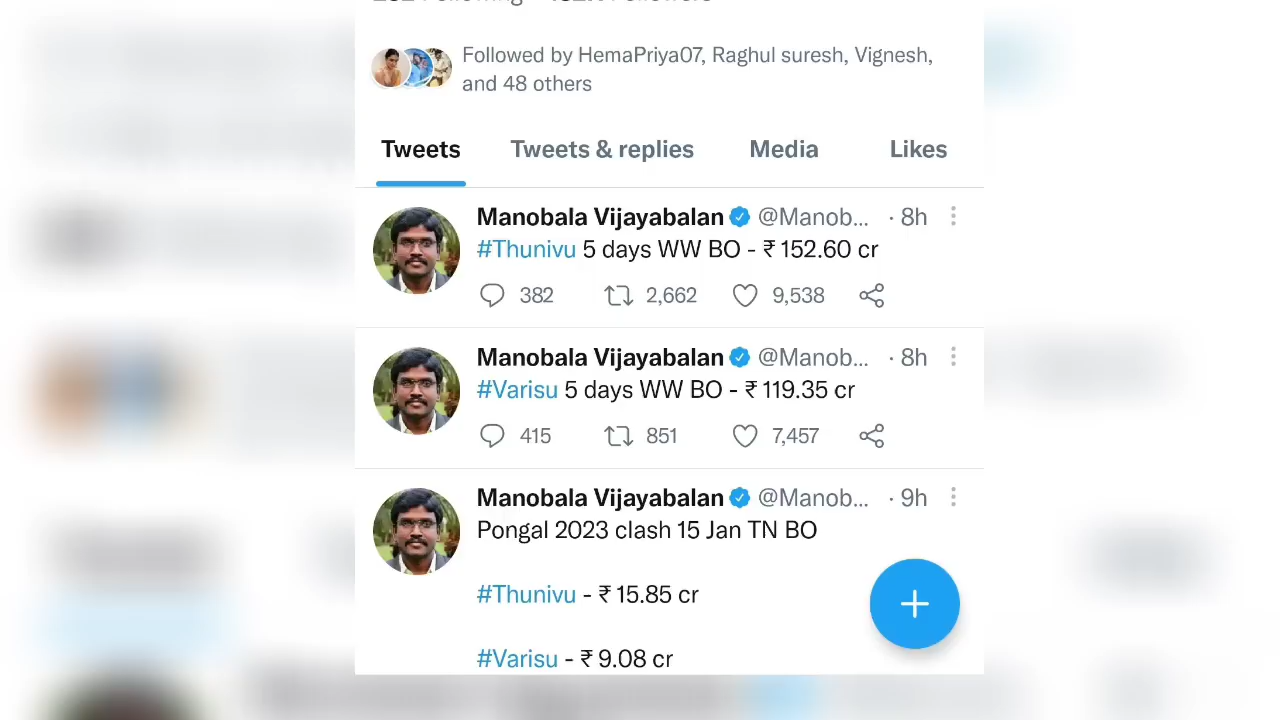 Followed by HemaPriya07, Raghul suresh, Vignesh,
and 48 others
Tweets Tweets & replies Media Likes
Manobala Vijayabalan @Manob... · 8h
#Thunivu 5 days WW BO - ₹ 152.60 cr
382 2,662 9,538
Manobala Vijayabalan @Manob... · 8h
#Varisu 5 days WW BO - ₹ 119.35 cr
415 851 7,457
Manobala Vijayabalan @Manob... · 9h
Pongal 2023 clash 15 Jan TN BO
#Thunivu - ₹ 15.85 cr
#Varisu - ₹ 9.08 cr